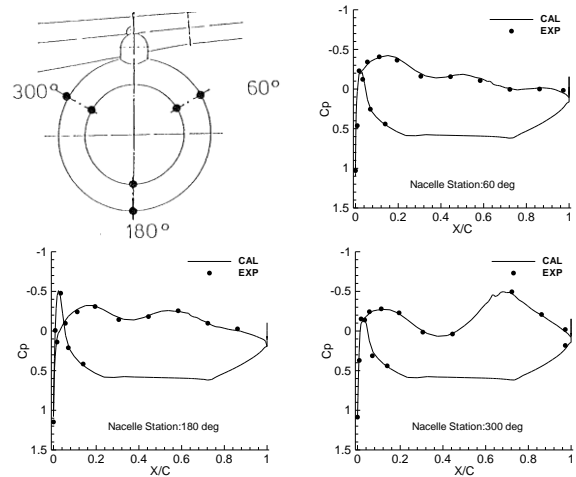 300°
60°
180°
-1
-0.5
0
0.5
1
1.5
Cp
CAL
EXP
Nacelle Station:60 deg
0
0.2
0.4
0.6
0.8
1
X/C
-1
-0.5
0
0.5
1
1.5
Cp
CAL
EXP
Nacelle Station:180 deg
0
0.2
0.4
0.6
0.8
1
X/C
-1
-0.5
0
0.5
1
1.5
Cp
CAL
EXP
Nacelle Station:300 deg
0
0.2
0.4
0.6
0.8
1
X/C